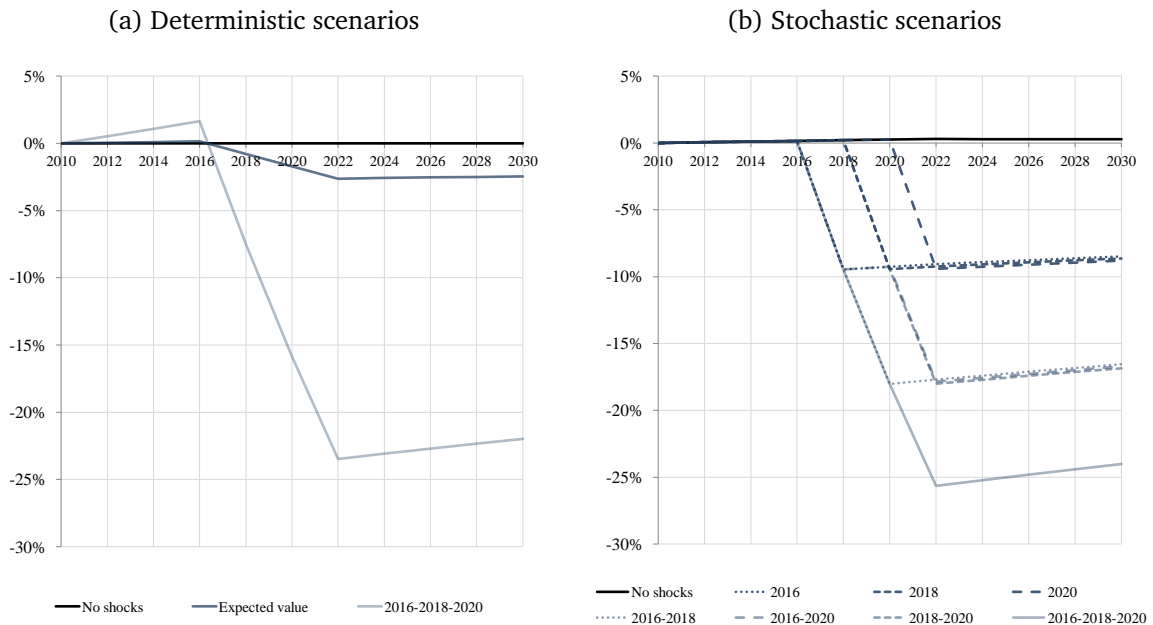 (a) Deterministic scenarios
5%
0%
2010 2012 2014 2016 2018 2020 2022 2024 2026 2028 2030
-5%
-10%
-15%
-20%
-25%
-30%
No shocks Expected value 2016-2018-2020
(b) Stochastic scenarios
5%
0%
2010 2012 2014 2016 2018 2020 2022 2024 2026 2028 2030
-5%
-10%
-15%
-20%
-25%
-30%
No shocks 2016 2018 2020
2016-2018 2016-2020 2018-2020 2016-2018-2020